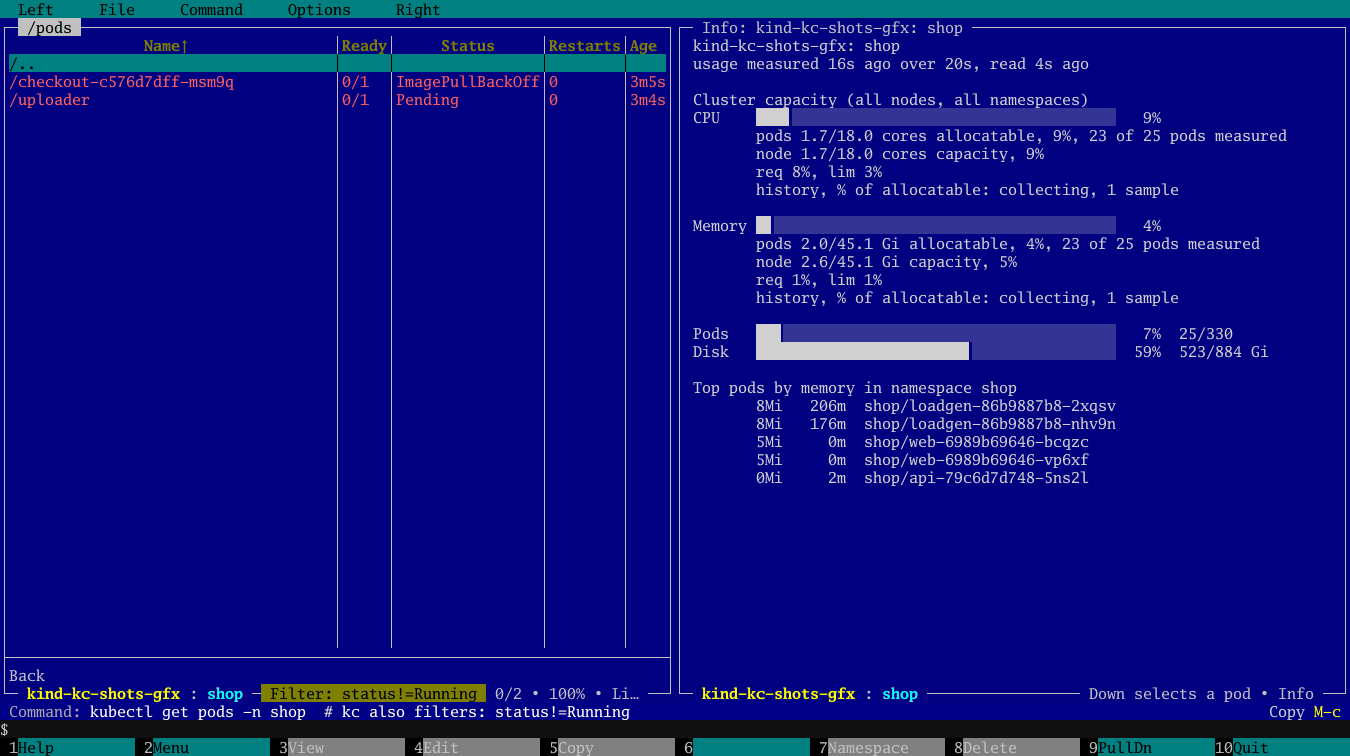 Left File Command Options Right
/pods
Name↑ Ready Status Restarts Age
/..
/checkout-c576d7dff-msm9q 0/1 ImagePullBackOff 0 3m5s
/uploader 0/1 Pending 0 3m4s
Back
kind-kc-shots-gfx : shop Filter: status!=Running 0/2 • 100% • Li…
Info: kind-kc-shots-gfx: shop
kind-kc-shots-gfx: shop
usage measured 16s ago over 20s, read 4s ago
Cluster capacity (all nodes, all namespaces)
CPU 9%
pods 1.7/18.0 cores allocatable, 9%, 23 of 25 pods measured
node 1.7/18.0 cores capacity, 9%
req 8%, lim 3%
history, % of allocatable: collecting, 1 sample
Memory 4%
pods 2.0/45.1 Gi allocatable, 4%, 23 of 25 pods measured
node 2.6/45.1 Gi capacity, 5%
req 1%, lim 1%
history, % of allocatable: collecting, 1 sample
Pods 7% 25/330
Disk 59% 523/884 Gi
Top pods by memory in namespace shop
8Mi 206m shop/loadgen-86b9887b8-2xqsv
8Mi 176m shop/loadgen-86b9887b8-nhv9n
5Mi 0m shop/web-6989b69646-bcqzc
5Mi 0m shop/web-6989b69646-vp6xf
0Mi 2m shop/api-79c6d7d748-5ns2l
kind-kc-shots-gfx : shop Down selects a pod • Info
Command: kubectl get pods -n shop # kc also filters: status!=Running Copy M-c
$
1Help 2Menu 3View 4Edit 5Copy 6 7Namespace 8Delete 9PullDn 10Quit